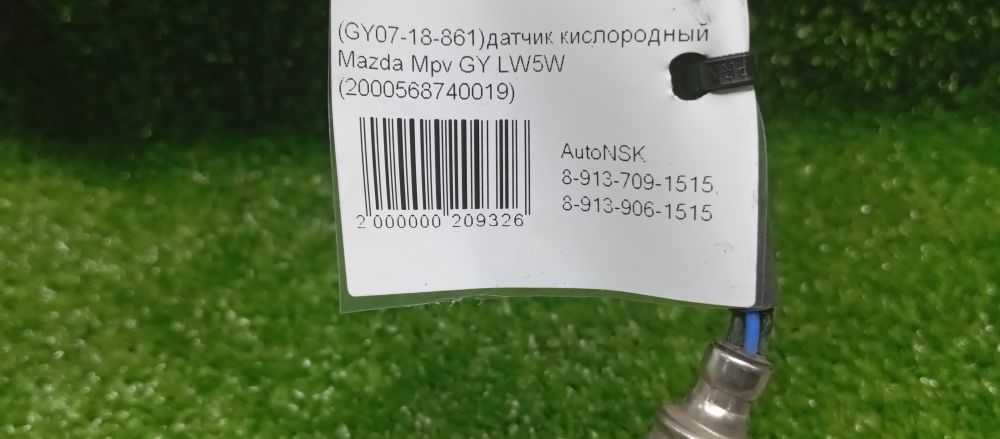 (GY07-18-861)датчик кислородный
Mazda Mpv GY LW5W
(2000568740019)
AutoNSK
8-913-709-1515,
8-913-906-1515
2 000000 209326